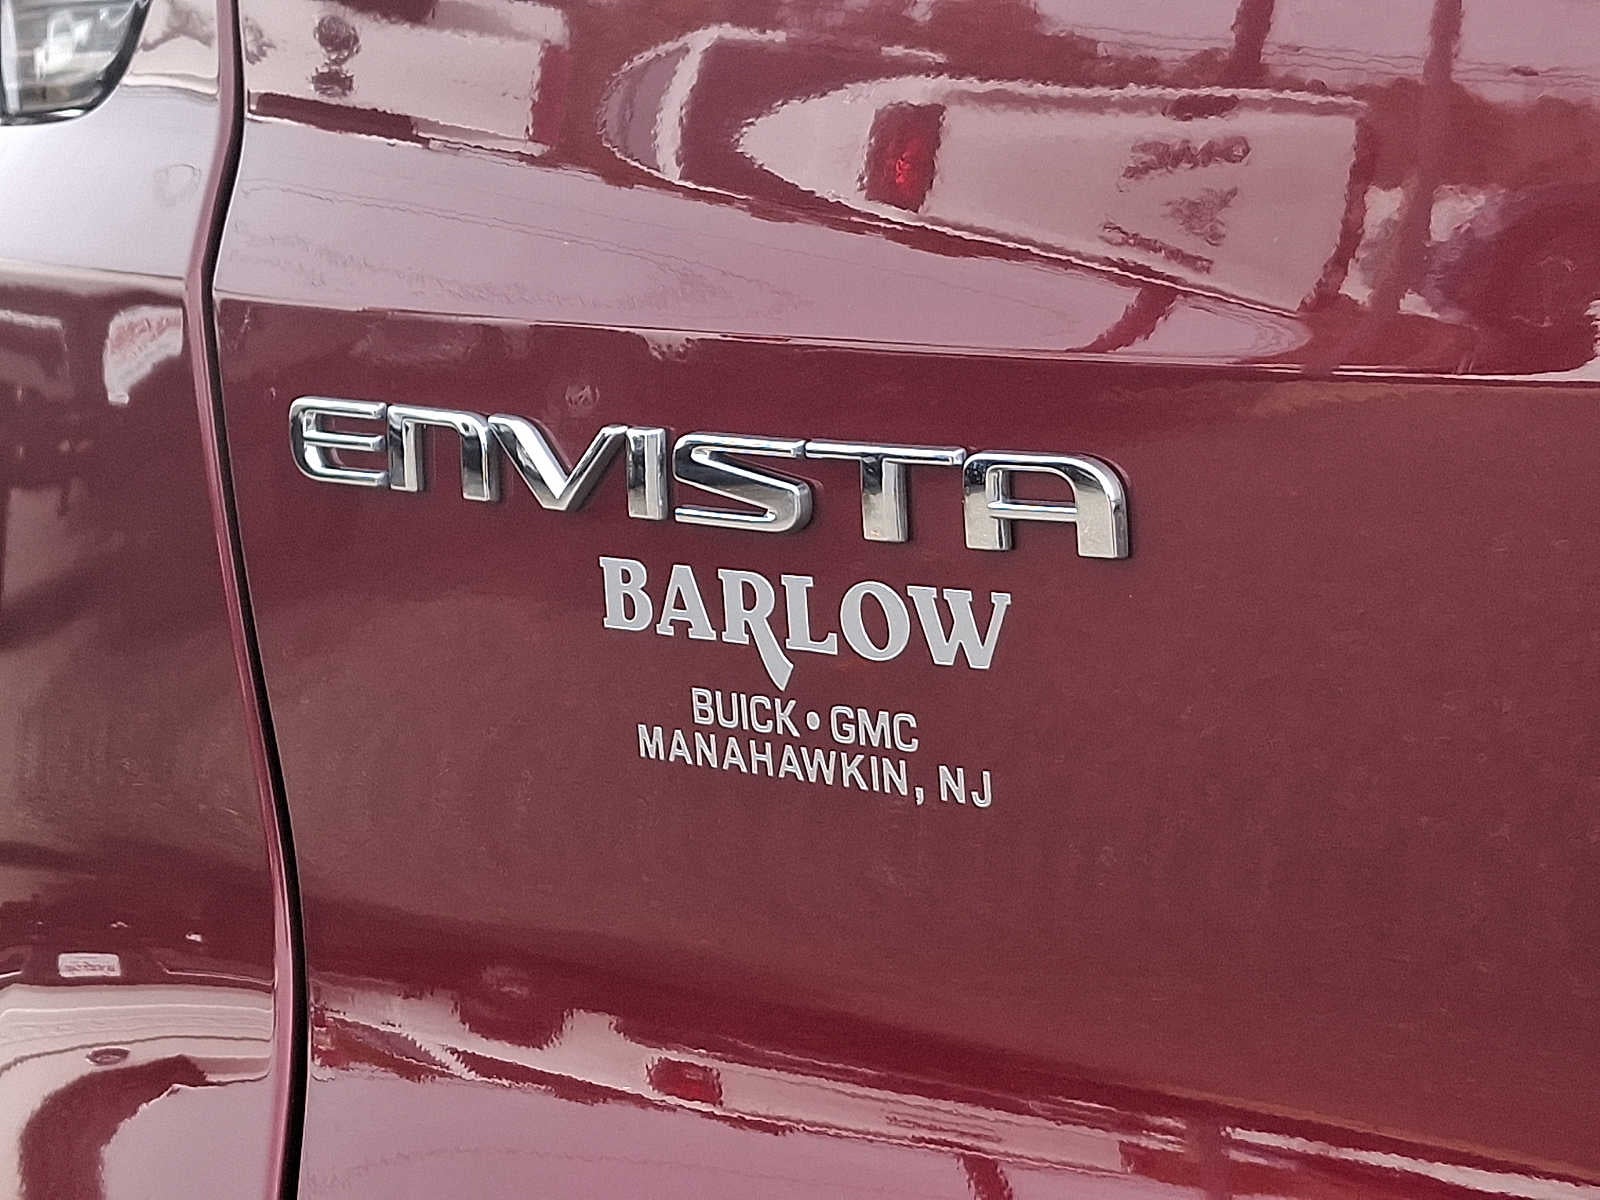 ENVISTA
BARLOW
BUICK • GMC
MANAHAWKIN, NJ